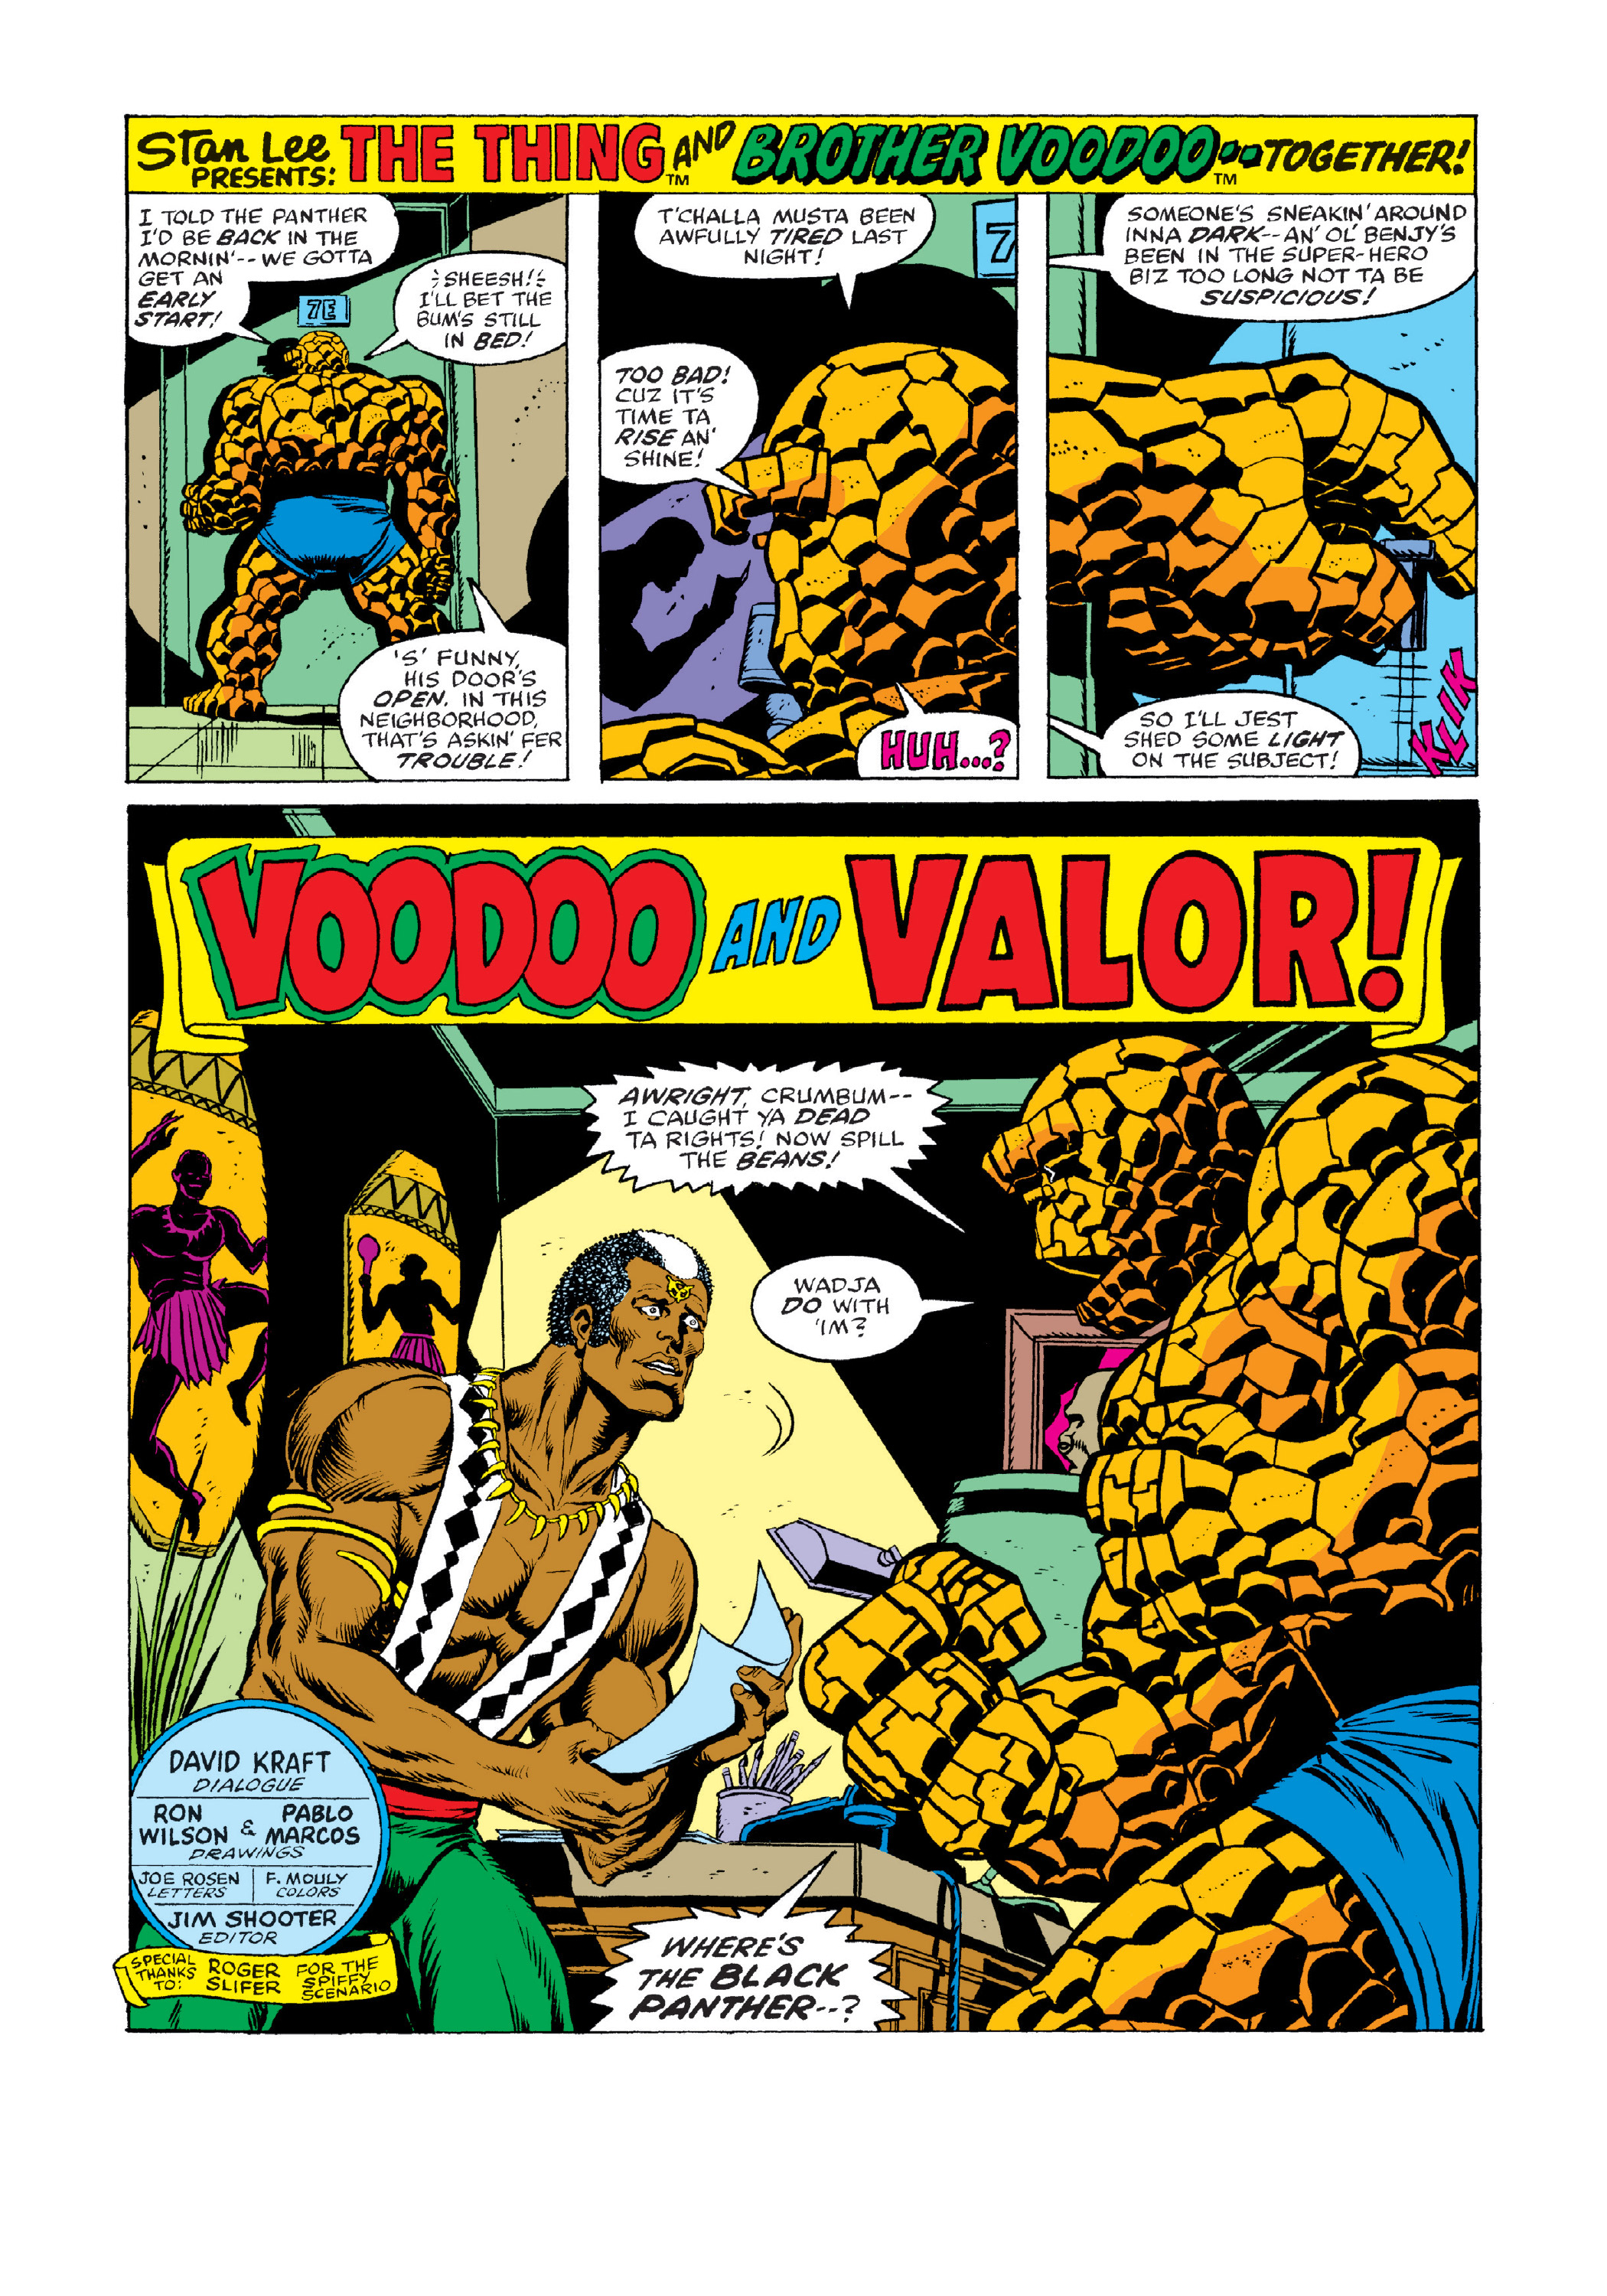 Stan Lee PRESENTS: THE THING™ AND BROTHER VOODOO™--TOGETHER!
I TOLD THE PANTHER
I'D BE BACK IN THE
MORNIN'--WE GOTTA
GET AN
EARLY
START!
SHEESH!
I'LL BET THE
BUM'S STILL
IN BED!
7E
'S' FUNNY,
HIS DOOR'S
OPEN. IN THIS
NEIGHBORHOOD,
THAT'S ASKIN' FER
TROUBLE!
T'CHALLA MUSTA BEEN
AWFULLY TIRED LAST
NIGHT!
7
TOO BAD!
CUZ IT'S
TIME TA
RISE AN'
SHINE!
HUH...?
SOMEONE'S SNEAKIN' AROUND
INNA DARK--AN' OL' BENJY'S
BEEN IN THE SUPER-HERO
BIZ TOO LONG NOT TA BE
SUSPICIOUS!
KLIK
SO I'LL JEST
SHED SOME LIGHT
ON THE SUBJECT!
VOODOO AND VALOR!
AWRIGHT, CRUMBUM--
I CAUGHT YA DEAD
TA RIGHTS! NOW SPILL
THE BEANS!
WADJA
DO WITH
'IM?
WHERE'S
THE BLACK
PANTHER--?
DAVID KRAFT
DIALOGUE
RON WILSON & PABLO MARCOS
DRAWINGS
JOE ROSEN LETTERS
F. MOULY COLORS
JIM SHOOTER
EDITOR
SPECIAL THANKS TO: ROGER SLIFER FOR THE SPIFFY SCENARIO